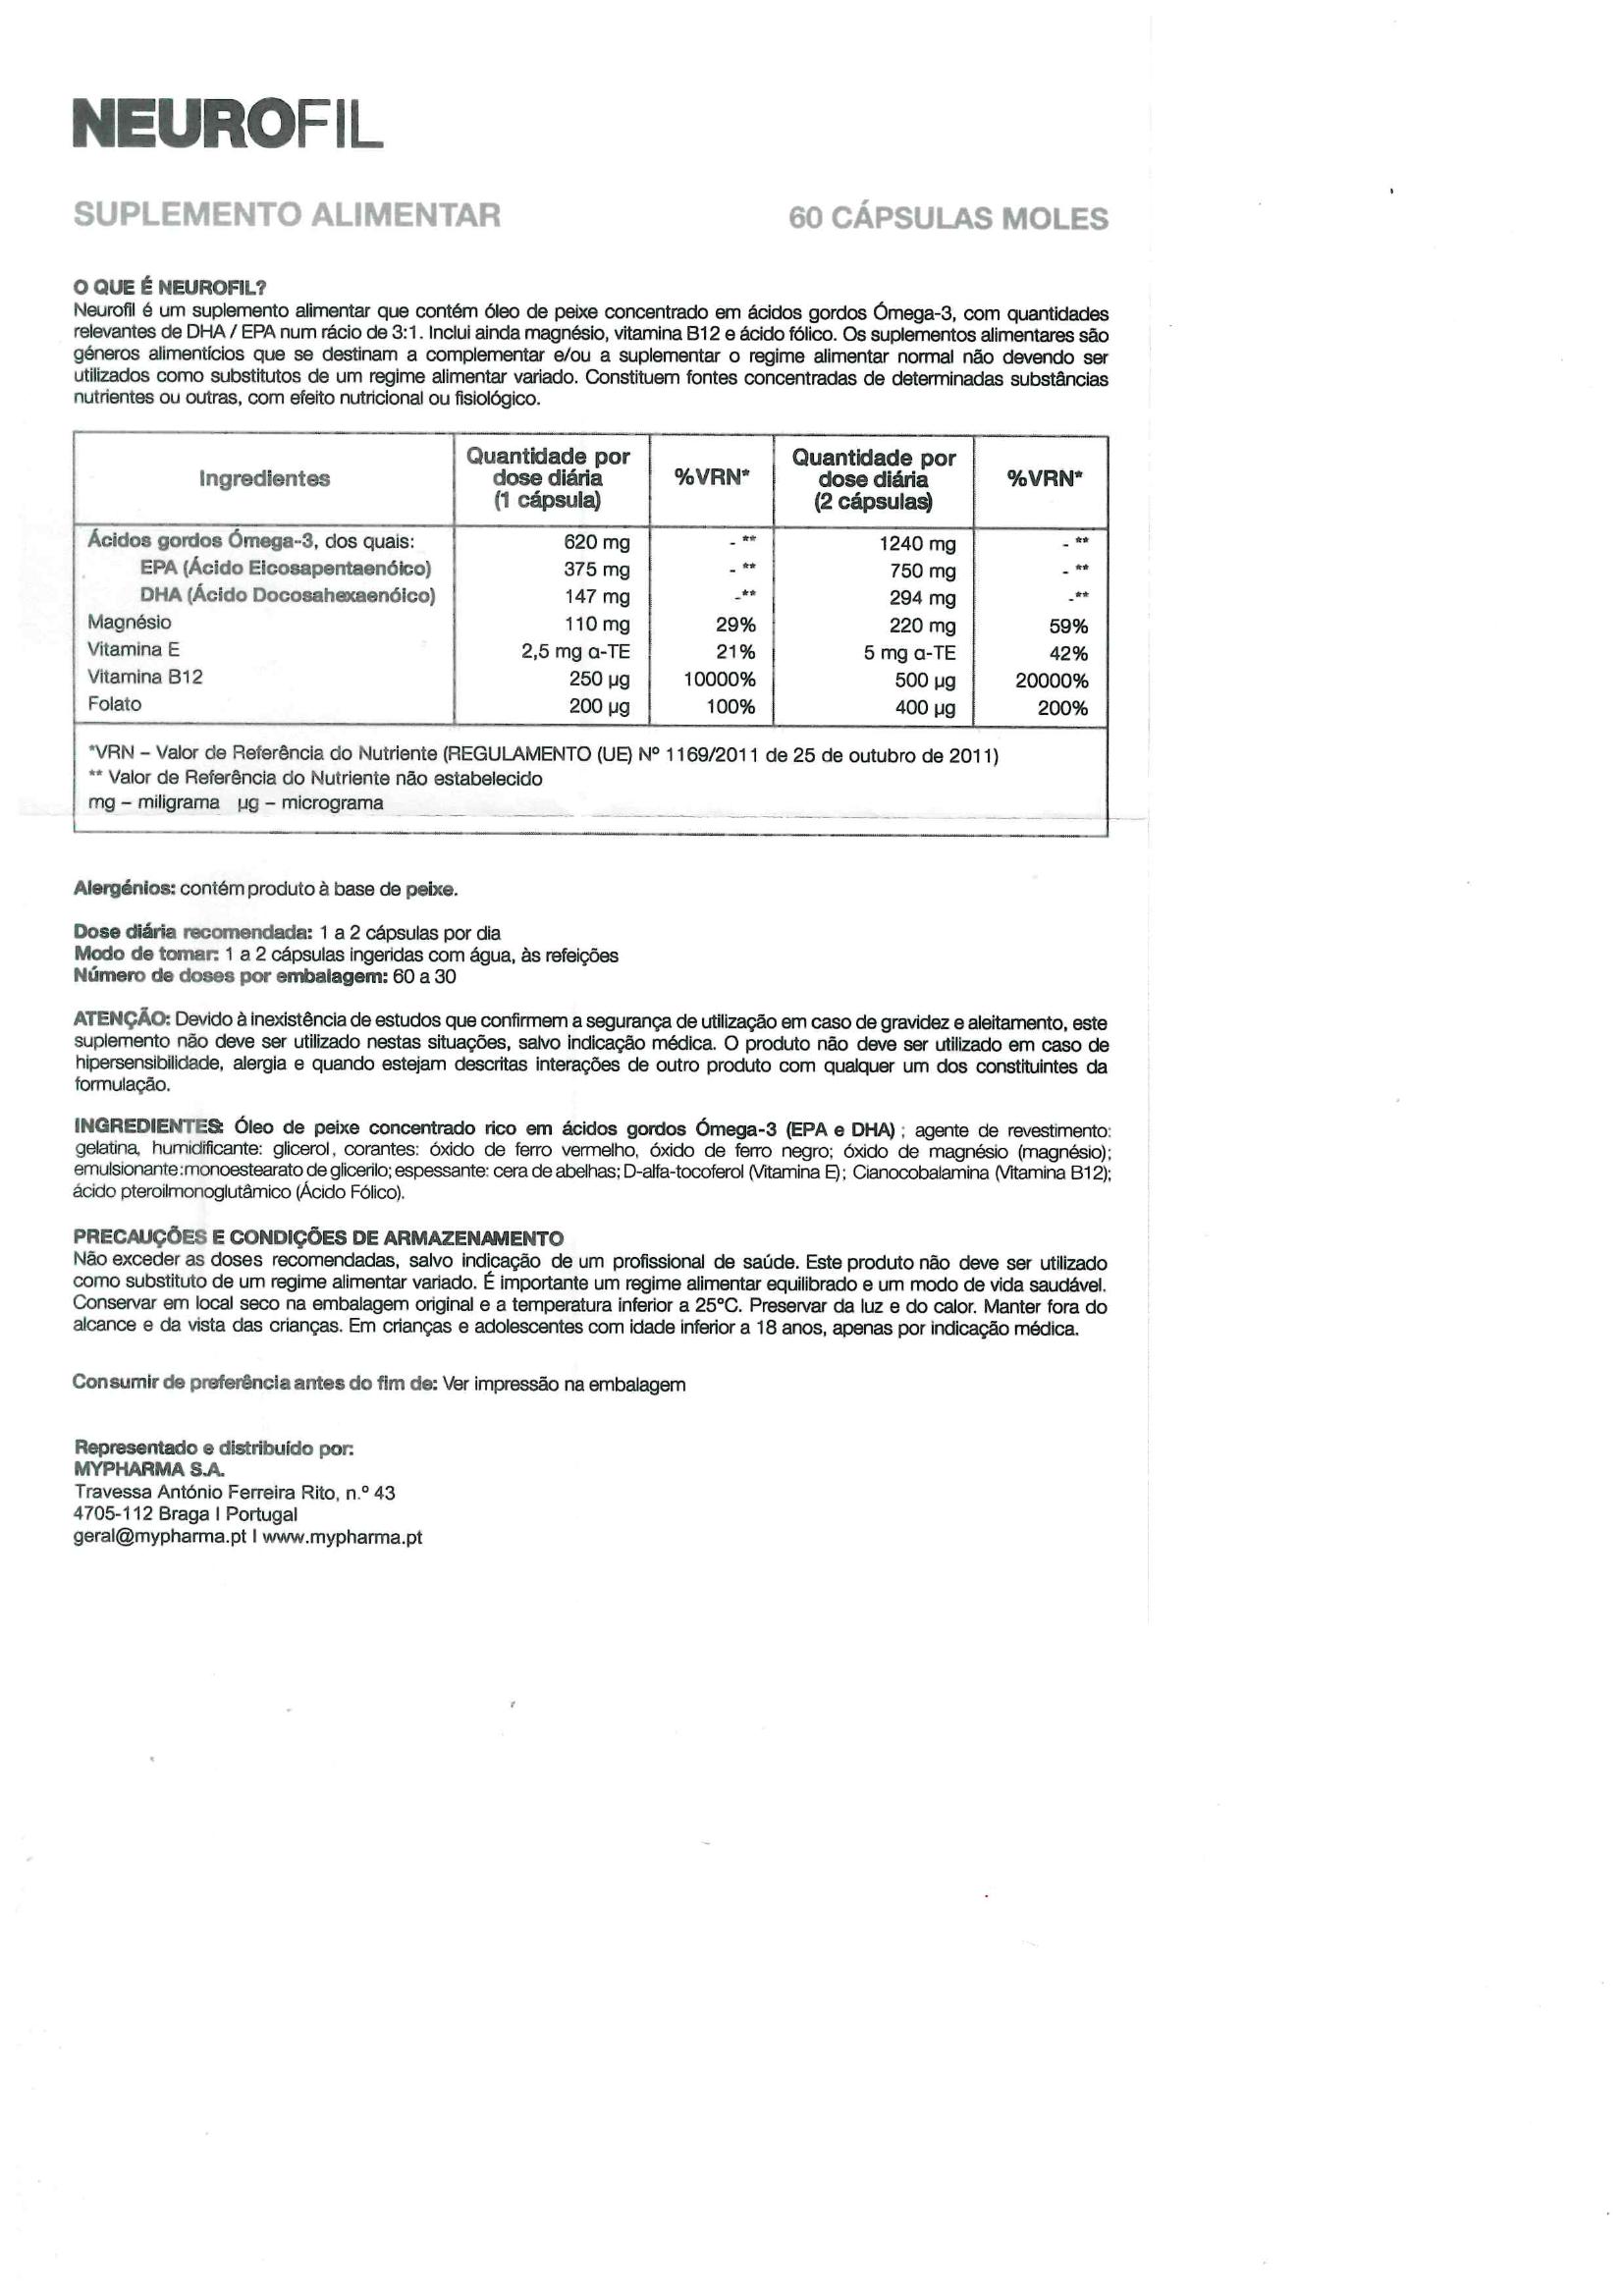 NEUROFIL
SUPLEMENTO ALIMENTAR 60 CÁPSULAS MOLES
O QUE É NEUROFIL?
Neurofil é um suplemento alimentar que contém óleo de peixe concentrado em ácidos gordos Ómega-3, com quantidades
relevantes de DHA / EPA num rácio de 3:1. Inclui ainda magnésio, vitamina B12 e ácido fólico. Os suplementos alimentares são
géneros alimentícios que se destinam a complementar e/ou a suplementar o regime alimentar normal não devendo ser
utilizados como substitutos de um regime alimentar variado. Constituem fontes concentradas de determinadas substâncias
nutrientes ou outras, com efeito nutricional ou fisiológico.
Ingredientes Quantidade por dose diária (1 cápsula) %VRN* Quantidade por dose diária (2 cápsulas) %VRN*
Ácidos gordos Ómega-3, dos quais: 620 mg - ** 1240 mg - **
EPA (Ácido Eicosapentaenóico) 375 mg - ** 750 mg - **
DHA (Ácido Docosahexaenóico) 147 mg -** 294 mg -**
Magnésio 110 mg 29% 220 mg 59%
Vitamina E 2,5 mg α-TE 21% 5 mg α-TE 42%
Vitamina B12 250 µg 10000% 500 µg 20000%
Folato 200 µg 100% 400 µg 200%
*VRN – Valor de Referência do Nutriente (REGULAMENTO (UE) Nº 1169/2011 de 25 de outubro de 2011)
** Valor de Referência do Nutriente não estabelecido
mg – miligrama µg – micrograma
Alergénios: contém produto à base de peixe.
Dose diária recomendada: 1 a 2 cápsulas por dia
Modo de tomar: 1 a 2 cápsulas ingeridas com água, às refeições
Número de doses por embalagem: 60 a 30
ATENÇÃO: Devido à inexistência de estudos que confirmem a segurança de utilização em caso de gravidez e aleitamento, este
suplemento não deve ser utilizado nestas situações, salvo indicação médica. O produto não deve ser utilizado em caso de
hipersensibilidade, alergia e quando estejam descritas interações de outro produto com qualquer um dos constituintes da
formulação.
INGREDIENTES: Óleo de peixe concentrado rico em ácidos gordos Ómega-3 (EPA e DHA) ; agente de revestimento:
gelatina, humidificante: glicerol, corantes: óxido de ferro vermelho, óxido de ferro negro; óxido de magnésio (magnésio);
emulsionante:monoestearato de glicerilo; espessante: cera de abelhas; D-alfa-tocoferol (Vitamina E); Cianocobalamina (Vitamina B12);
ácido pteroilmonoglutâmico (Ácido Fólico).
PRECAUÇÕES E CONDIÇÕES DE ARMAZENAMENTO
Não exceder as doses recomendadas, salvo indicação de um profissional de saúde. Este produto não deve ser utilizado
como substituto de um regime alimentar variado. É importante um regime alimentar equilibrado e um modo de vida saudável.
Conservar em local seco na embalagem original e a temperatura inferior a 25ºC. Preservar da luz e do calor. Manter fora do
alcance e da vista das crianças. Em crianças e adolescentes com idade inferior a 18 anos, apenas por indicação médica.
Consumir de preferência antes do fim de: Ver impressão na embalagem
Representado e distribuído por:
MYPHARMA S.A.
Travessa António Ferreira Rito, n.º 43
4705-112 Braga I Portugal
geral@mypharma.pt I www.mypharma.pt